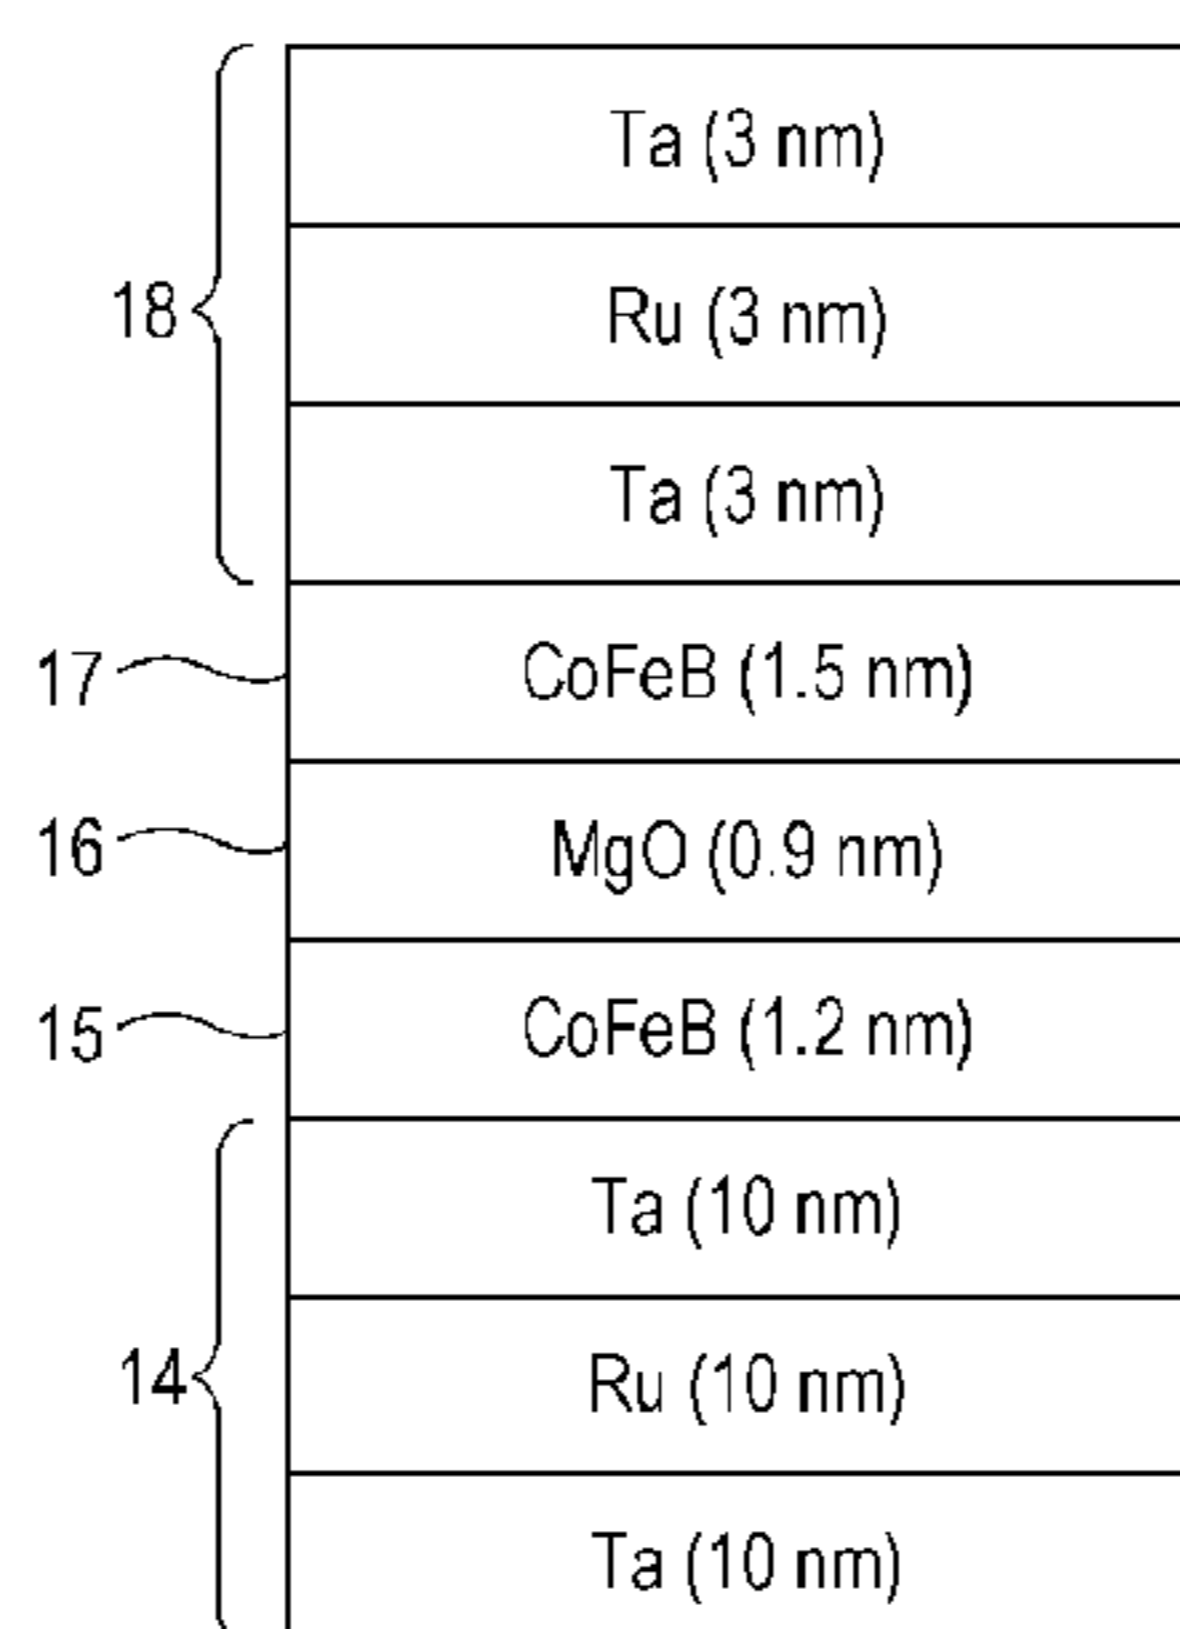 Ta (3 nm)
18
Ru (3 nm)
Ta (3 nm)
17
CoFeB (1.5 nm)
16
MgO (0.9 nm)
15
CoFeB (1.2 nm)
Ta (10 nm)
14
Ru (10 nm)
Ta (10 nm)